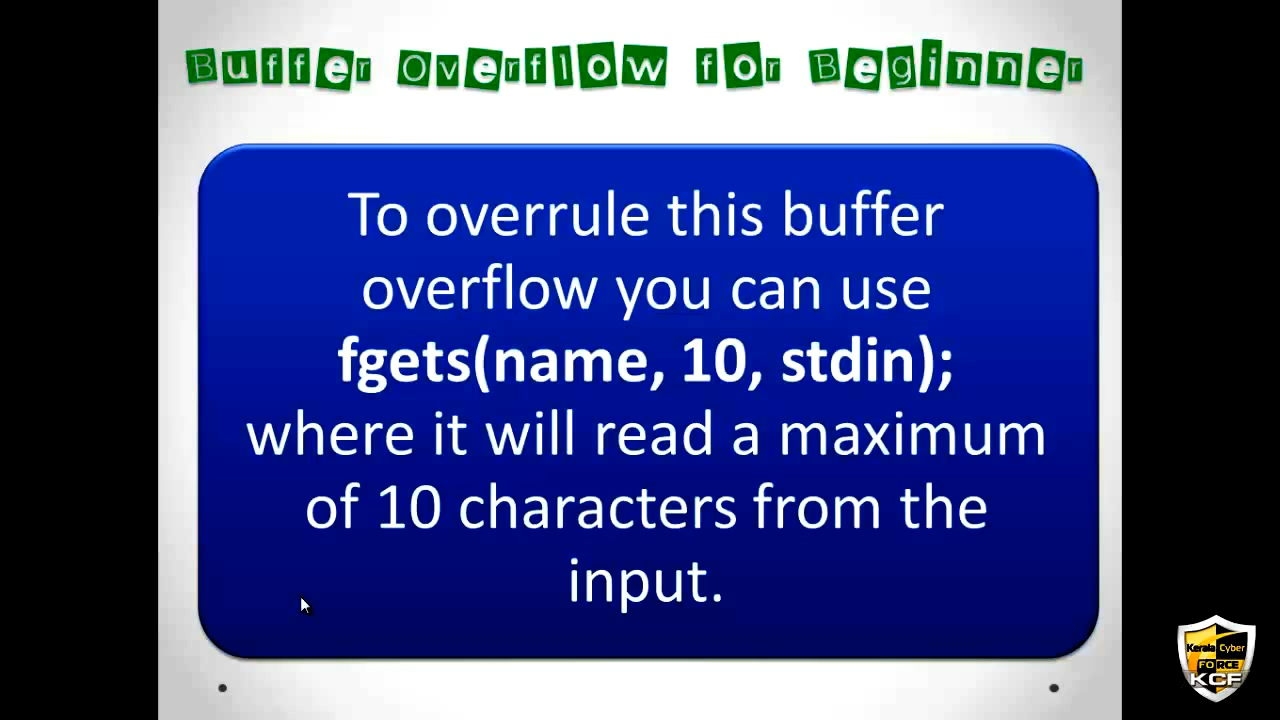 Buffer Overflow for Beginner
To overrule this buffer
overflow you can use
fgets(name, 10, stdin);
where it will read a maximum
of 10 characters from the
input.
Kerala Cyber
FORCE
KCF